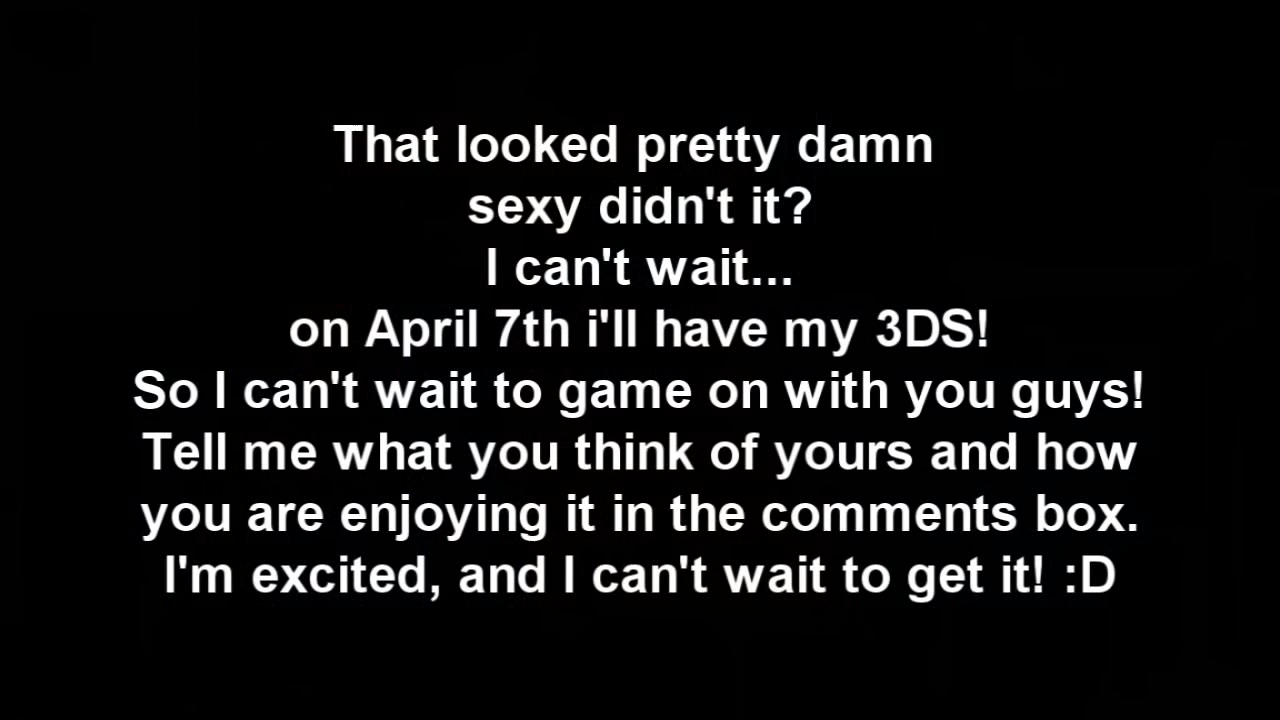 That looked pretty damn
sexy didn't it?
I can't wait...
on April 7th i'll have my 3DS!
So I can't wait to game on with you guys!
Tell me what you think of yours and how
you are enjoying it in the comments box.
I'm excited, and I can't wait to get it! :D